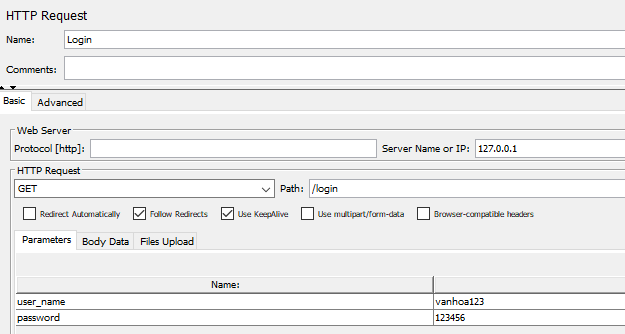 HTTP Request
Name: Login
Comments:
Basic Advanced
Web Server
Protocol [http]: Server Name or IP: 127.0.0.1
HTTP Request
GET Path: /login
Redirect Automatically Follow Redirects Use KeepAlive Use multipart/form-data Browser-compatible headers
Parameters Body Data Files Upload
Name:
user_name vanhoa123
password 123456